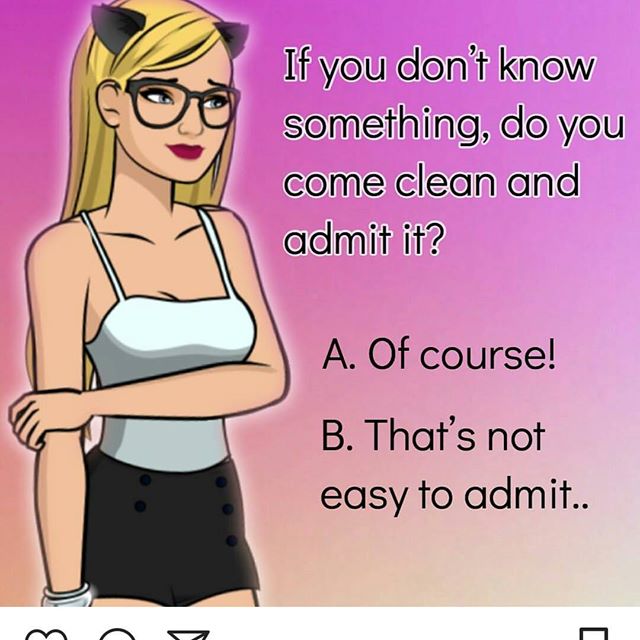 If you don't know
something, do you
come clean and
admit it?
A. Of course!
B. That's not
easy to admit..